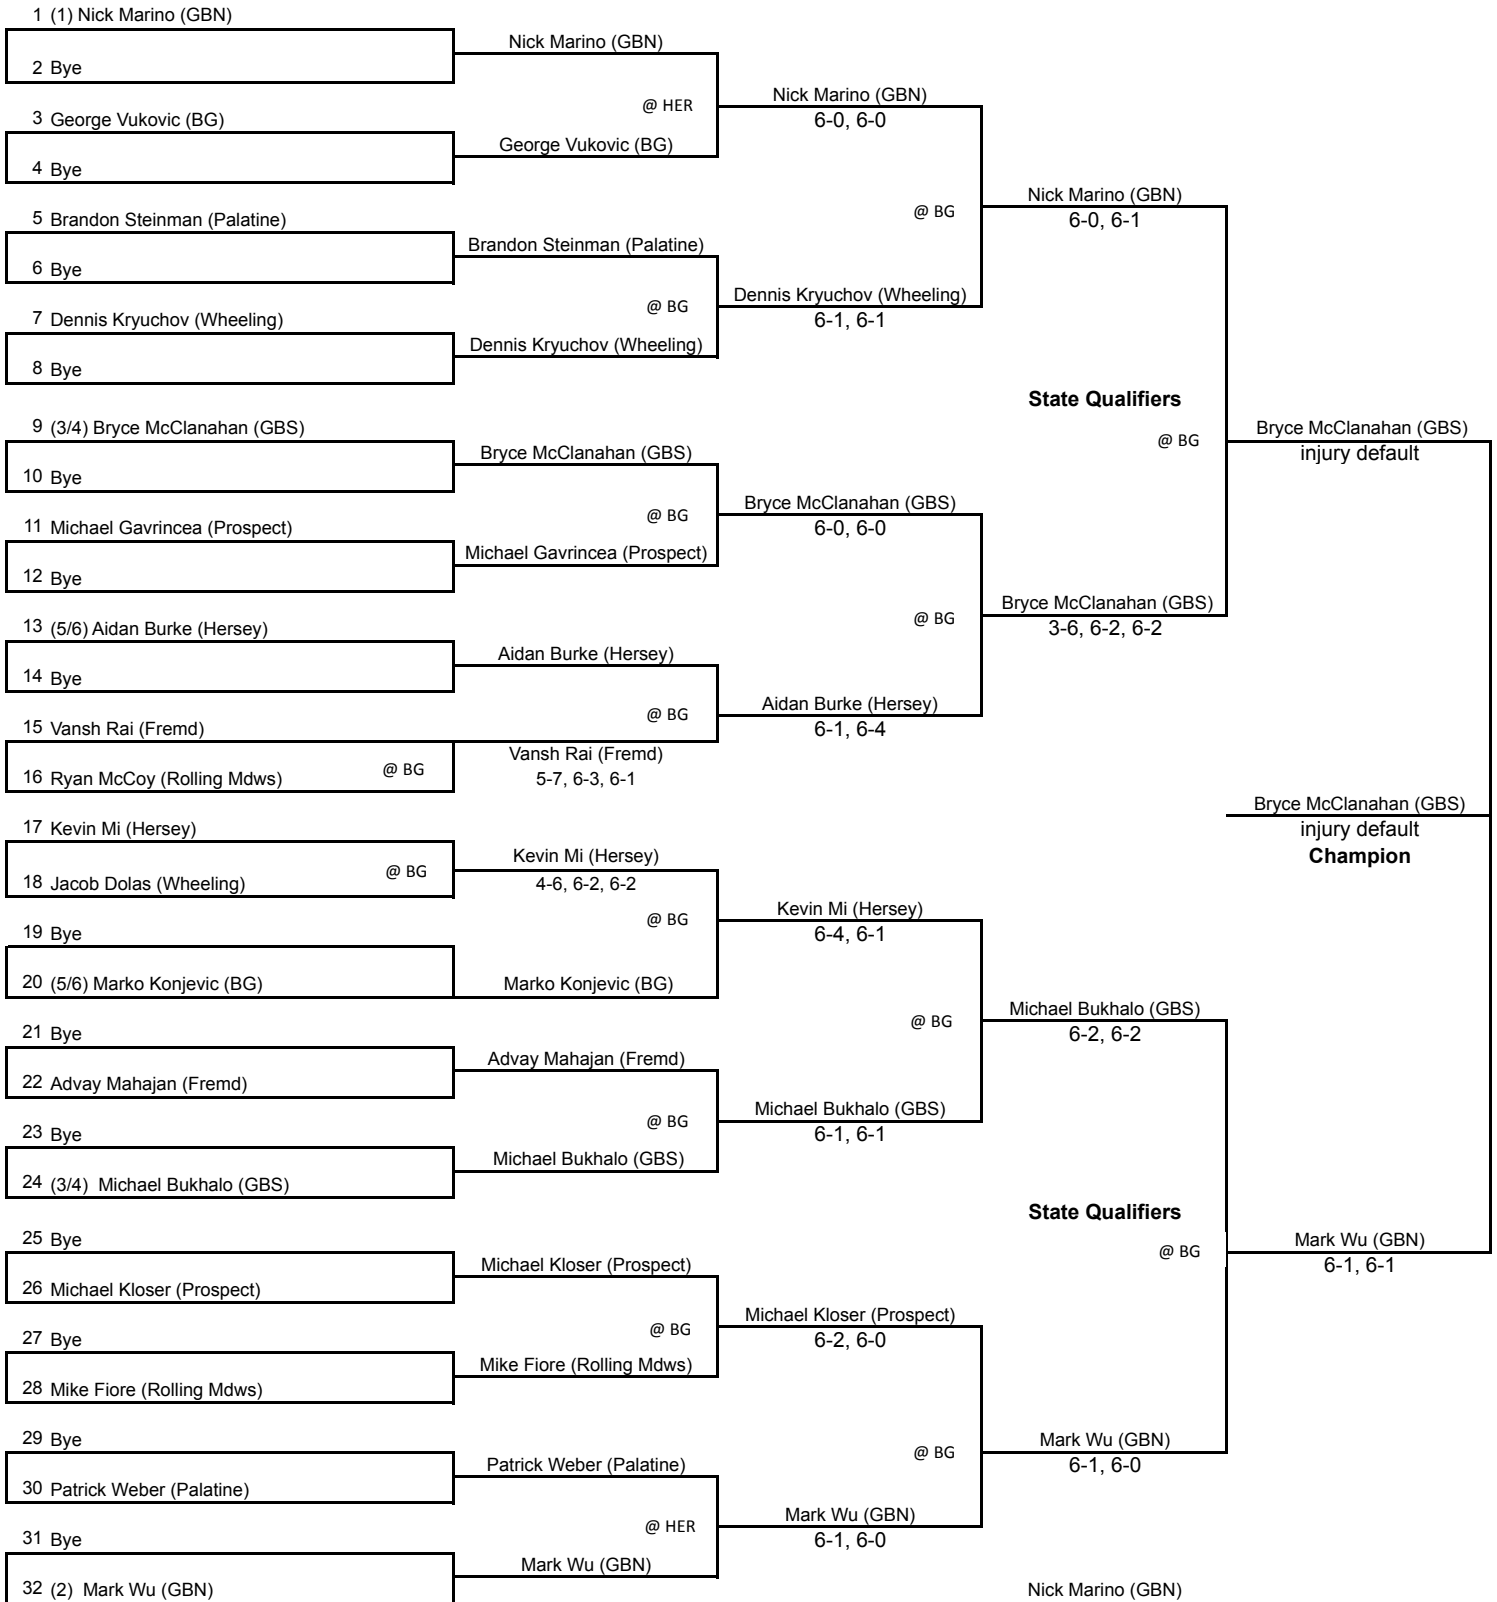 1 (1) Nick Marino (GBN)
2 Bye
3 George Vukovic (BG)
4 Bye
5 Brandon Steinman (Palatine)
6 Bye
7 Dennis Kryuchov (Wheeling)
8 Bye
9 (3/4) Bryce McClanahan (GBS)
10 Bye
11 Michael Gavrincea (Prospect)
12 Bye
13 (5/6) Aidan Burke (Hersey)
14 Bye
15 Vansh Rai (Fremd)
16 Ryan McCoy (Rolling Mdws) @ BG
17 Kevin Mi (Hersey)
18 Jacob Dolas (Wheeling) @ BG
19 Bye
20 (5/6) Marko Konjevic (BG)
21 Bye
22 Advay Mahajan (Fremd)
23 Bye
24 (3/4) Michael Bukhalo (GBS)
25 Bye
26 Michael Kloser (Prospect)
27 Bye
28 Mike Fiore (Rolling Mdws)
29 Bye
30 Patrick Weber (Palatine)
31 Bye
32 (2) Mark Wu (GBN)
Nick Marino (GBN)
@ HER
George Vukovic (BG)
Brandon Steinman (Palatine)
@ BG
Dennis Kryuchov (Wheeling)
Bryce McClanahan (GBS)
@ BG
Michael Gavrincea (Prospect)
Aidan Burke (Hersey)
@ BG
Vansh Rai (Fremd)
5-7, 6-3, 6-1
Kevin Mi (Hersey)
4-6, 6-2, 6-2
@ BG
Marko Konjevic (BG)
Advay Mahajan (Fremd)
@ BG
Michael Bukhalo (GBS)
Michael Kloser (Prospect)
@ BG
Mike Fiore (Rolling Mdws)
Patrick Weber (Palatine)
@ HER
Mark Wu (GBN)
Nick Marino (GBN)
6-0, 6-0
@ BG
Dennis Kryuchov (Wheeling)
6-1, 6-1
Bryce McClanahan (GBS)
6-0, 6-0
@ BG
Aidan Burke (Hersey)
6-1, 6-4
Kevin Mi (Hersey)
6-4, 6-1
@ BG
Michael Bukhalo (GBS)
6-1, 6-1
Michael Kloser (Prospect)
6-2, 6-0
@ BG
Mark Wu (GBN)
6-1, 6-0
Nick Marino (GBN)
6-0, 6-1
State Qualifiers
@ BG
Bryce McClanahan (GBS)
3-6, 6-2, 6-2
Michael Bukhalo (GBS)
6-2, 6-2
State Qualifiers
@ BG
Mark Wu (GBN)
6-1, 6-0
Bryce McClanahan (GBS)
injury default
Bryce McClanahan (GBS)
injury default
Champion
Mark Wu (GBN)
6-1, 6-1
Nick Marino (GBN)